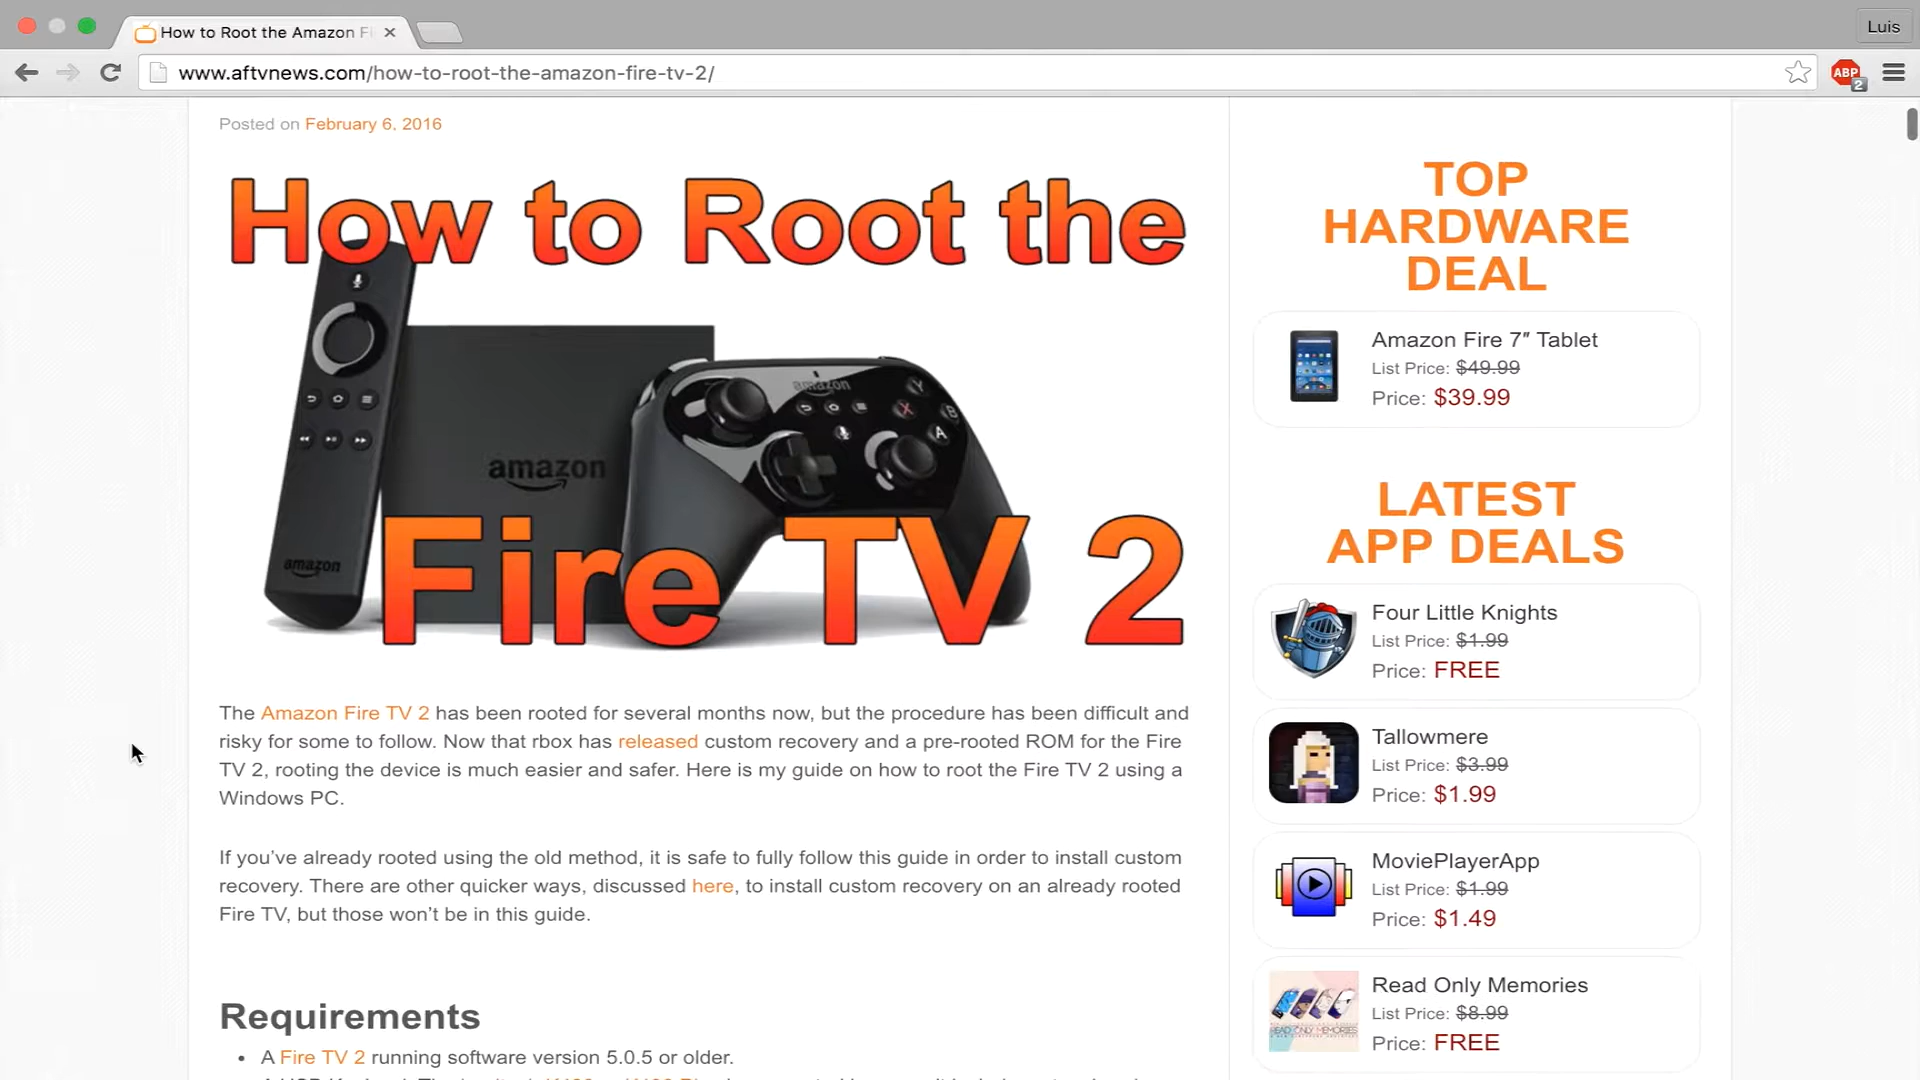 How to Root the Amazon Fi
Luis
www.aftvnews.com/how-to-root-the-amazon-fire-tv-2/
ABP
2
Posted on February 6, 2016
How to Root the
Fire TV 2
amazon
amazon
amazon
Y
X
B
A
The Amazon Fire TV 2 has been rooted for several months now, but the procedure has been difficult and
risky for some to follow. Now that rbox has released custom recovery and a pre-rooted ROM for the Fire
TV 2, rooting the device is much easier and safer. Here is my guide on how to root the Fire TV 2 using a
Windows PC.
If you’ve already rooted using the old method, it is safe to fully follow this guide in order to install custom
recovery. There are other quicker ways, discussed here, to install custom recovery on an already rooted
Fire TV, but those won’t be in this guide.
Requirements
• A Fire TV 2 running software version 5.0.5 or older.
TOP
HARDWARE
DEAL
Amazon Fire 7″ Tablet
List Price: $49.99
Price: $39.99
LATEST
APP DEALS
Four Little Knights
List Price: $1.99
Price: FREE
Tallowmere
List Price: $3.99
Price: $1.99
MoviePlayerApp
List Price: $1.99
Price: $1.49
Read Only Memories
List Price: $8.99
Price: FREE
READ ONLY MEMORIES